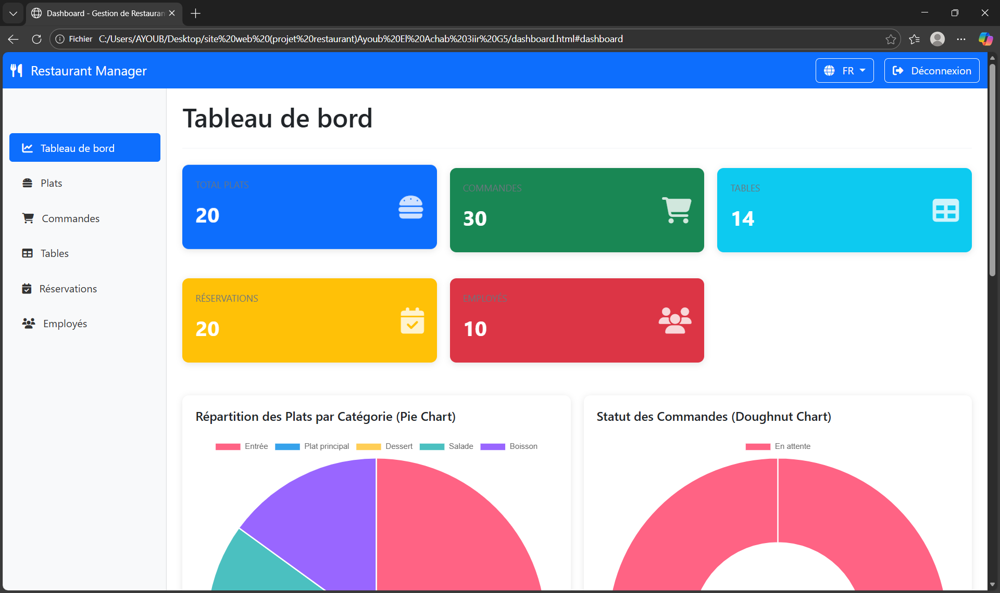 Dashboard - Gestion de Restauran
Fichier C:/Users/AYOUB/Desktop/site%20web%20(projet%20restaurant)Ayoub%20El%20Achab%203iir%20G5/dashboard.html#dashboard
Restaurant Manager
FR
Déconnexion
Tableau de bord
Plats
Commandes
Tables
Réservations
Employés
Tableau de bord
TOTAL PLATS
20
COMMANDES
30
TABLES
14
RÉSERVATIONS
20
EMPLOYÉS
10
Répartition des Plats par Catégorie (Pie Chart)
Entrée Plat principal Dessert Salade Boisson
Statut des Commandes (Doughnut Chart)
En attente